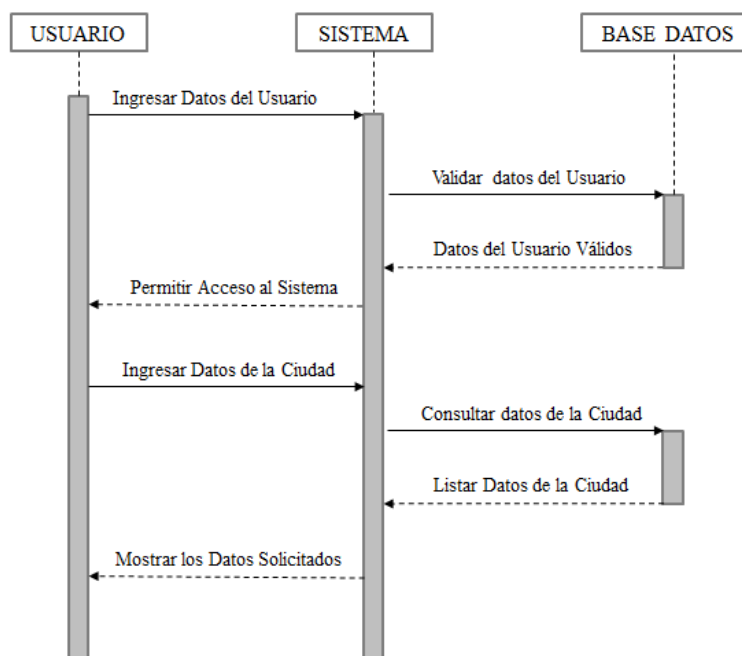 USUARIO
SISTEMA
BASE DATOS
Ingresar Datos del Usuario
Validar datos del Usuario
Datos del Usuario Válidos
Permitir Acceso al Sistema
Ingresar Datos de la Ciudad
Consultar datos de la Ciudad
Listar Datos de la Ciudad
Mostrar los Datos Solicitados